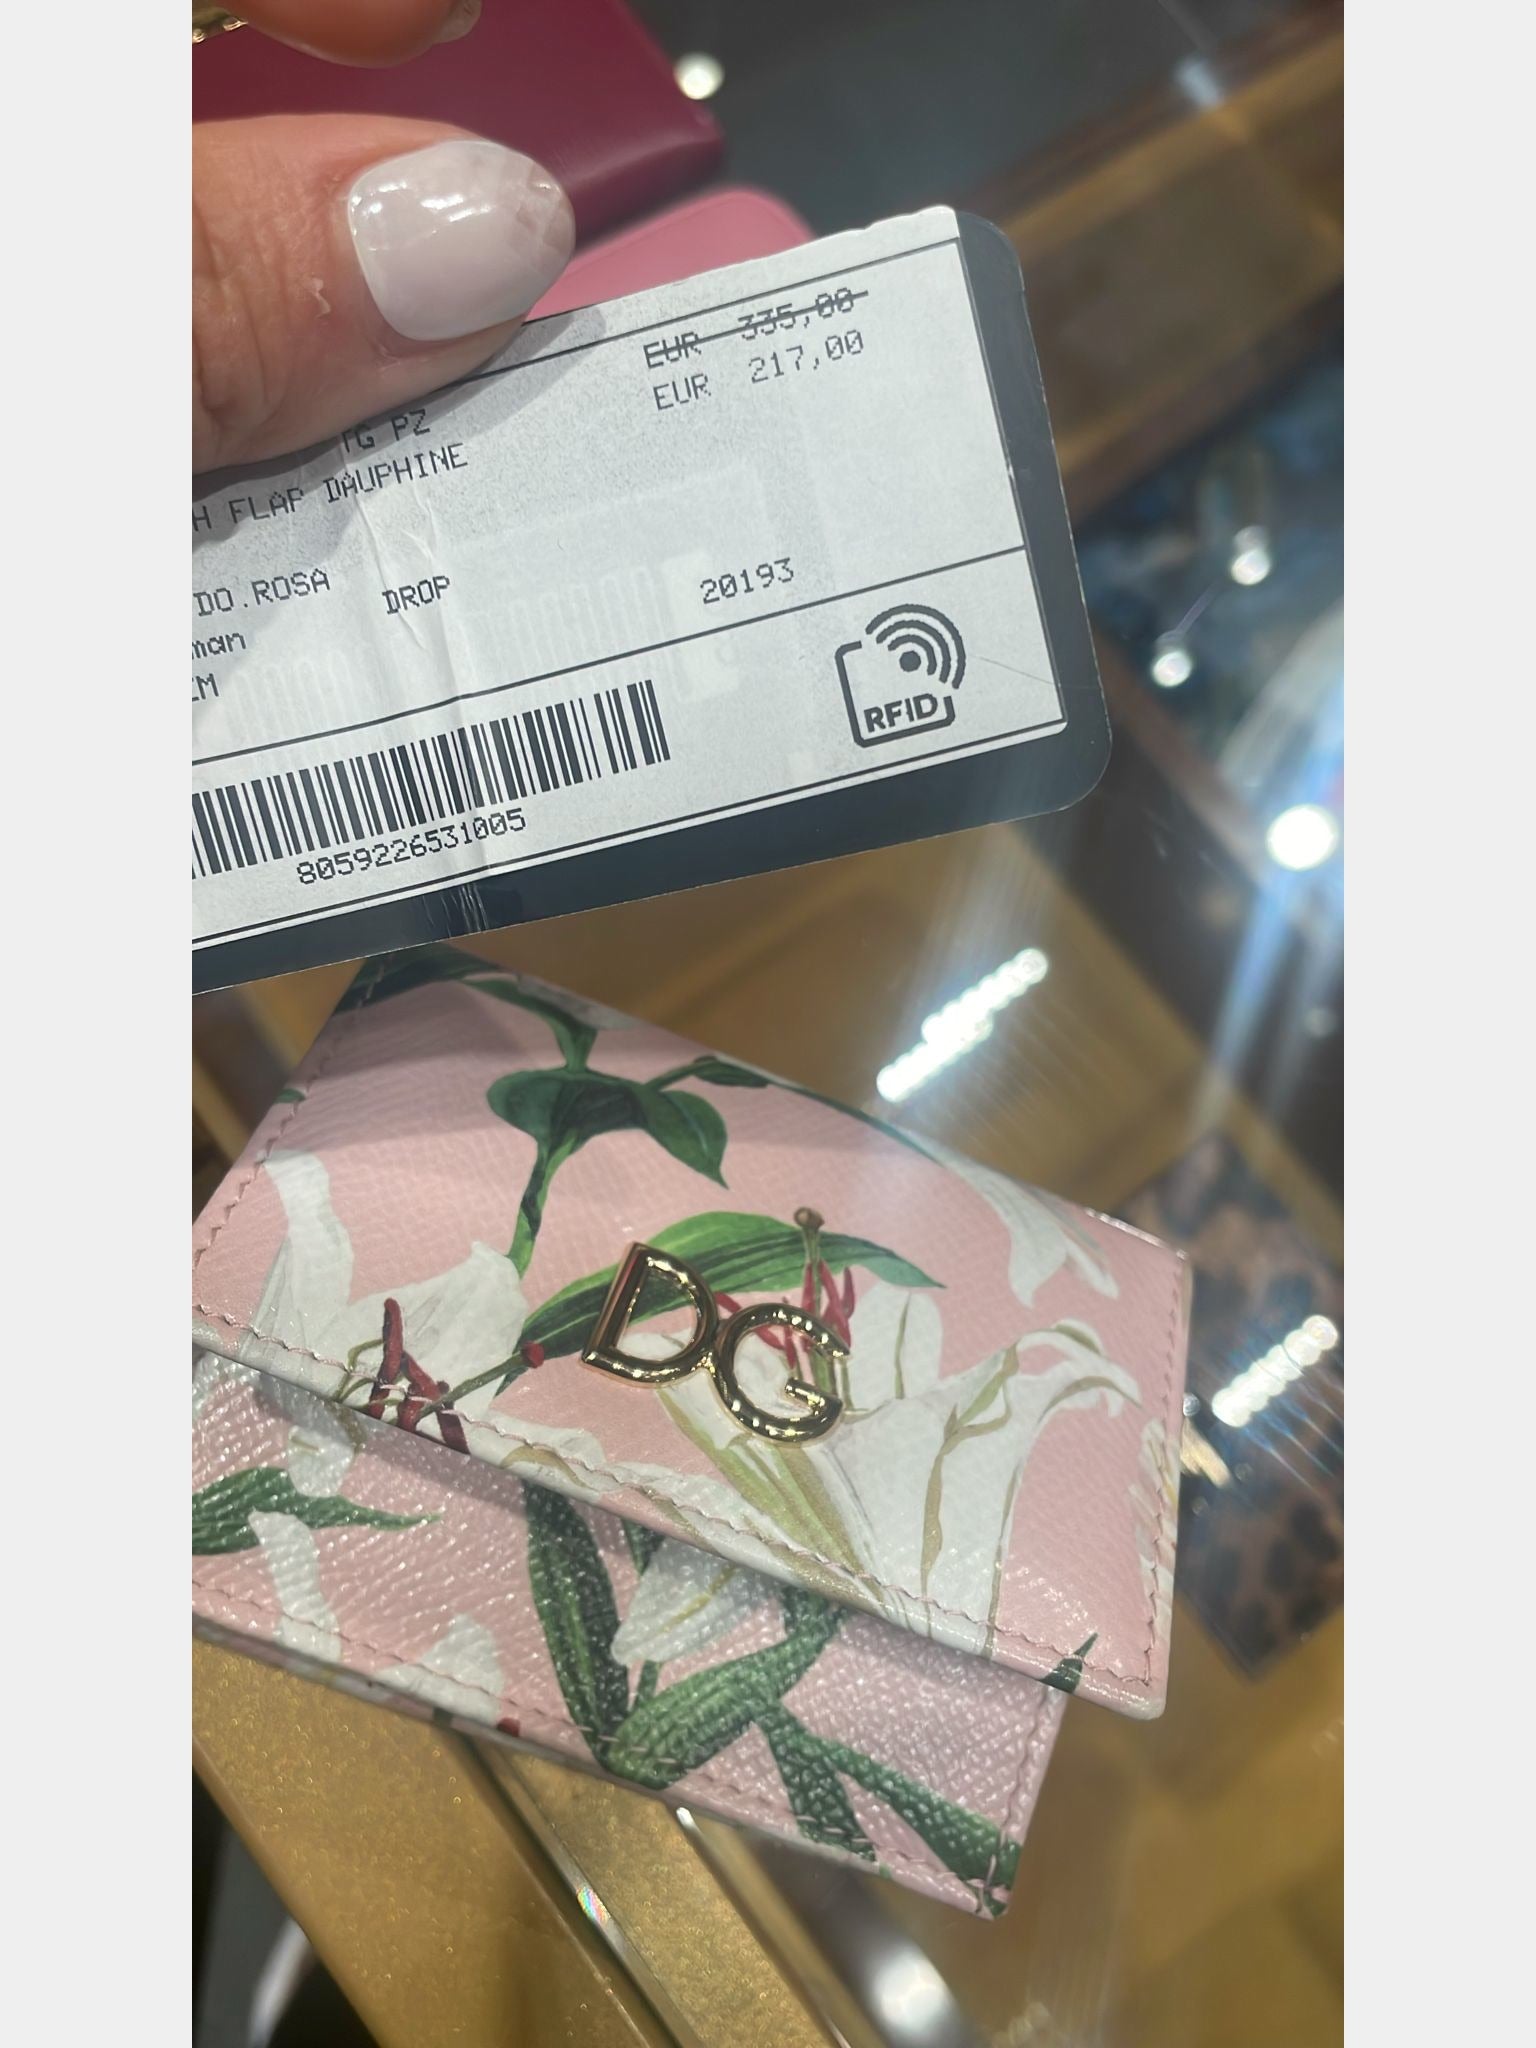 EUR 335,00
EUR 217,00
TG PZ
H FLAP DAUPHINE
DO.ROSA DROP 20193
man
8059226531005
RFID
DG